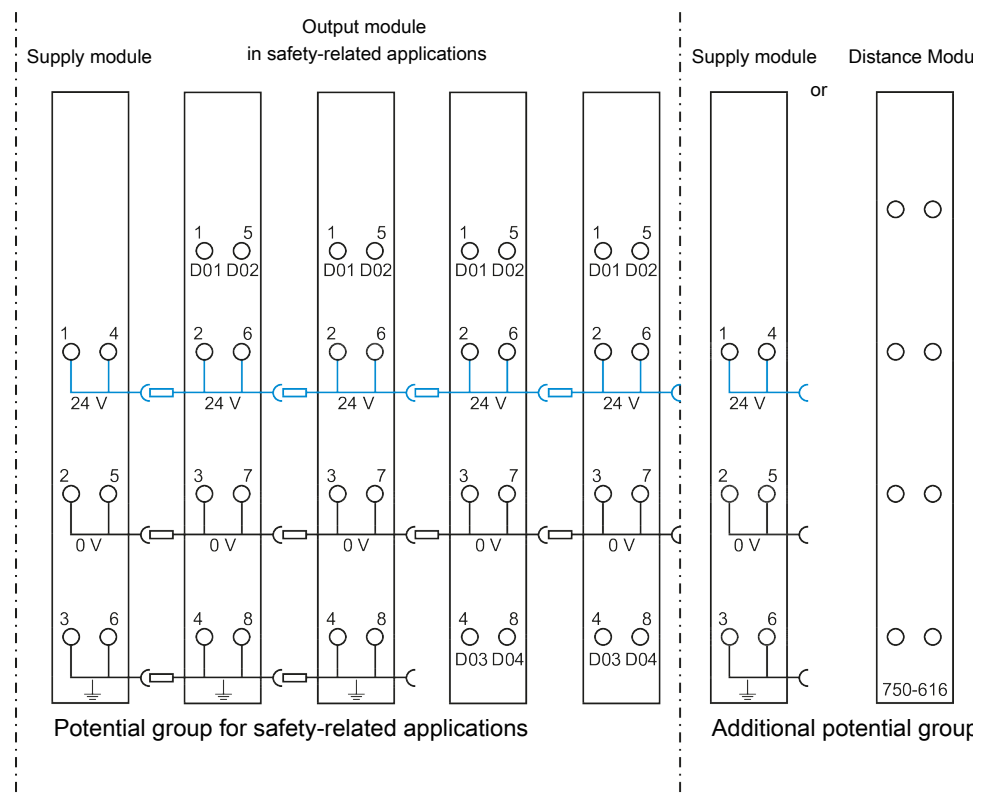 Output module
in safety-related applications
Supply module
Supply module
Distance Modu
or
1 5 1 5 1 5 1 5
D01 D02 D01 D02 D01 D02 D01 D02
1 4 2 6 2 6 2 6 2 6 1 4
24 V 24 V 24 V 24 V 24 V 24 V
2 5 3 7 3 7 3 7 3 7 2 5
0 V 0 V 0 V 0 V 0 V 0 V
3 6 4 8 4 8 4 8 4 8 3 6
D03 D04 D03 D04
750-616
Potential group for safety-related applications
Additional potential group